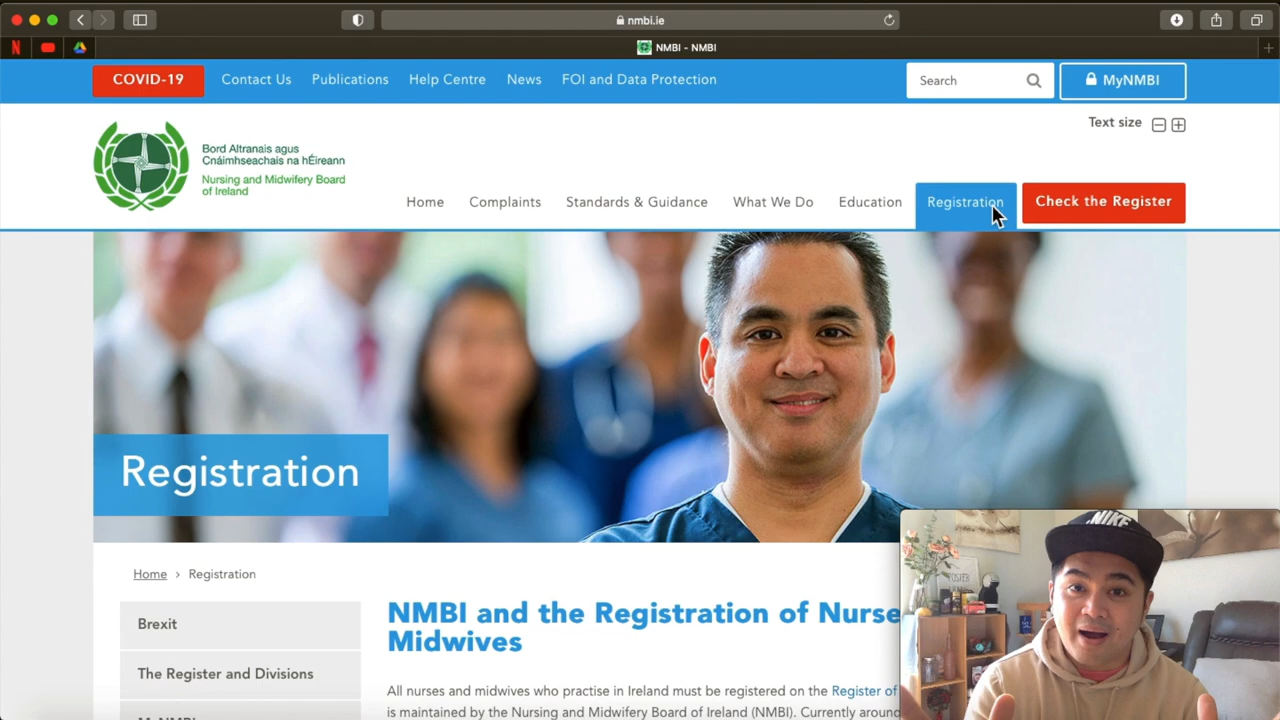 nmbi.ie
NMBI - NMBI
COVID-19 Contact Us Publications Help Centre News FOI and Data Protection Search MyNMBI
Text size
Bord Altranais agus
Cnáimhseachais na hÉireann
Nursing and Midwifery Board
of Ireland
Home Complaints Standards & Guidance What We Do Education Registration Check the Register
Registration
Home › Registration
Brexit
The Register and Divisions
NMBI and the Registration of Nurse
Midwives
All nurses and midwives who practise in Ireland must be registered on the Register of
is maintained by the Nursing and Midwifery Board of Ireland (NMBI). Currently around
NIKE